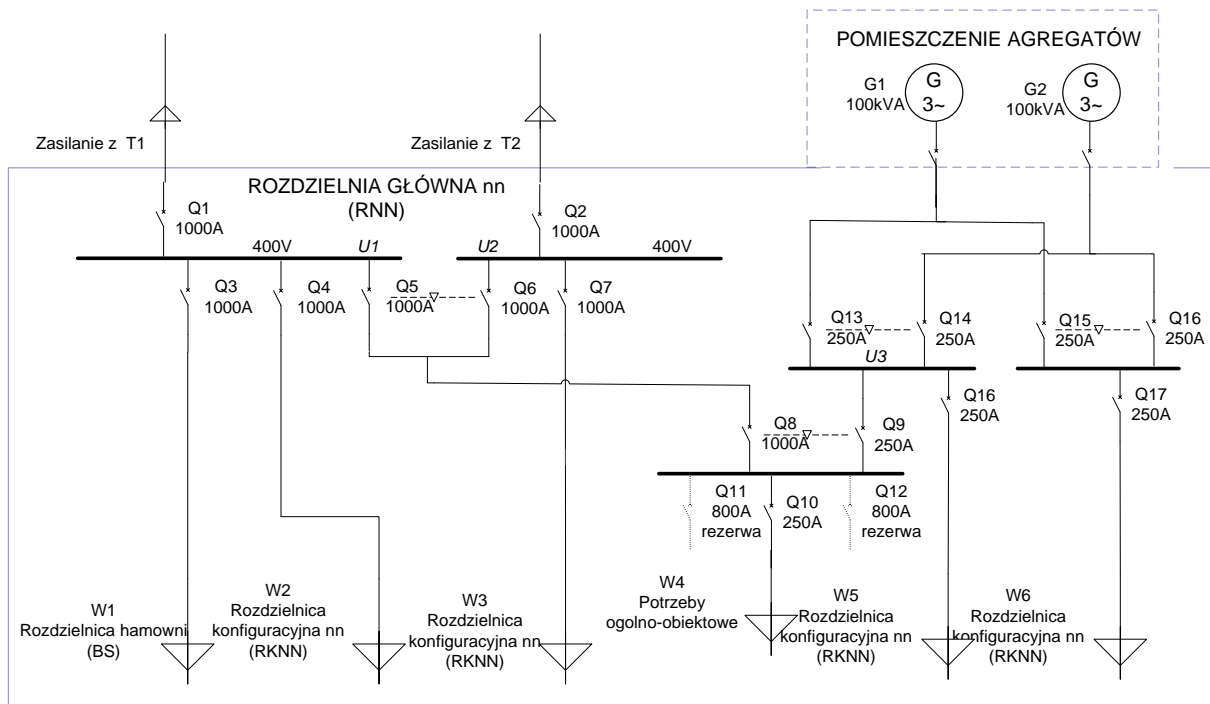 POMIESZCZENIE AGREGATÓW
G1
100kVA
G
3~
G2
100kVA
G
3~
Zasilanie z T1
Zasilanie z T2
ROZDZIELNIA GŁÓWNA nn
(RNN)
Q1
1000A
Q2
1000A
400V
U1
U2
400V
Q3
1000A
Q4
1000A
Q5
1000A
Q6
1000A
Q7
1000A
Q13
250A
Q14
250A
Q15
250A
Q16
250A
U3
Q16
250A
Q17
250A
Q8
1000A
Q9
250A
Q11
800A
rezerwa
Q10
250A
Q12
800A
rezerwa
W1
Rozdzielnica hamowni
(BS)
W2
Rozdzielnica
konfiguracyjna nn
(RKNN)
W3
Rozdzielnica
konfiguracyjna nn
(RKNN)
W4
Potrzeby
ogolno-obiektowe
W5
Rozdzielnica
konfiguracyjna nn
(RKNN)
W6
Rozdzielnica
konfiguracyjna nn
(RKNN)